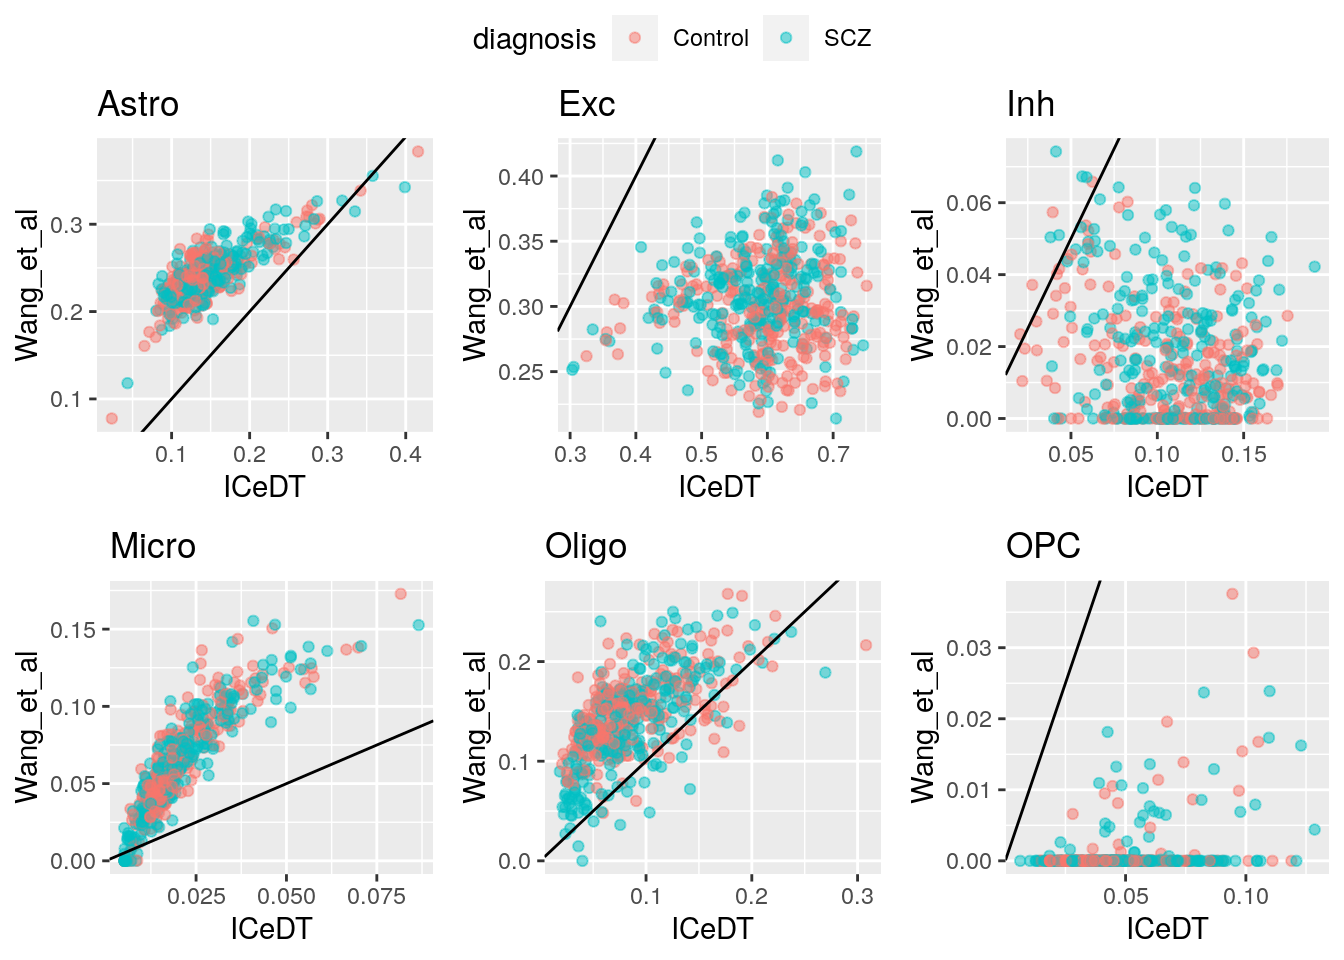 diagnosis Control SCZ
Astro Exc Inh
Wang_et_al
0.3
0.2
0.1
0.1 0.2 0.3 0.4
ICeDT
Wang_et_al
0.40
0.35
0.30
0.25
0.3 0.4 0.5 0.6 0.7
ICeDT
Wang_et_al
0.06
0.04
0.02
0.00
0.05 0.10 0.15
ICeDT
Micro Oligo OPC
Wang_et_al
0.15
0.10
0.05
0.00
0.025 0.050 0.075
ICeDT
Wang_et_al
0.2
0.1
0.0
0.1 0.2 0.3
ICeDT
Wang_et_al
0.03
0.02
0.01
0.00
0.05 0.10
ICeDT